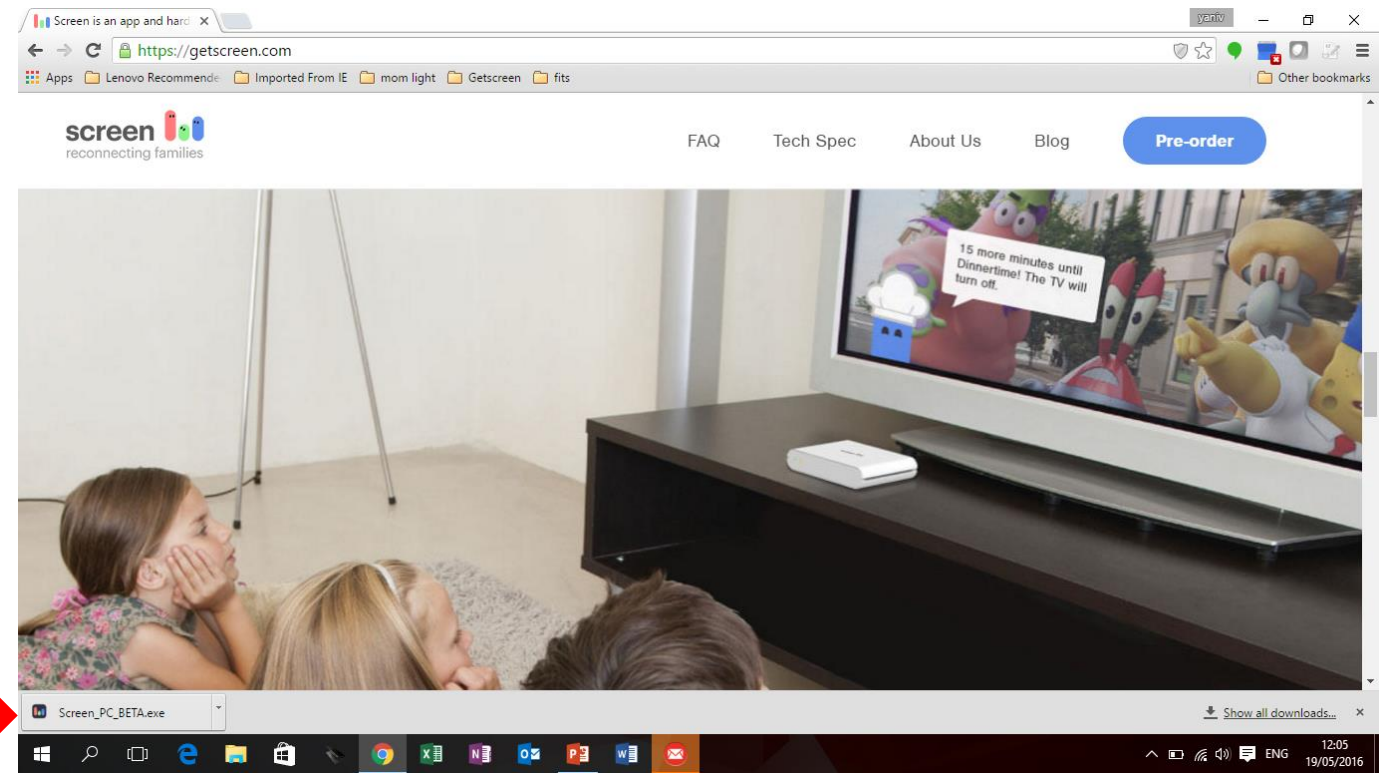 Screen is an app and hard
yaniv
https://getscreen.com
Apps
Lenovo Recommende
Imported From IE
mom light
Getscreen
fits
Other bookmarks
screen
reconnecting families
FAQ
Tech Spec
About Us
Blog
Pre-order
15 more minutes until
Dinnertime! The TV will
turn off.
Screen_PC_BETA.exe
Show all downloads...
ENG
12:05
19/05/2016